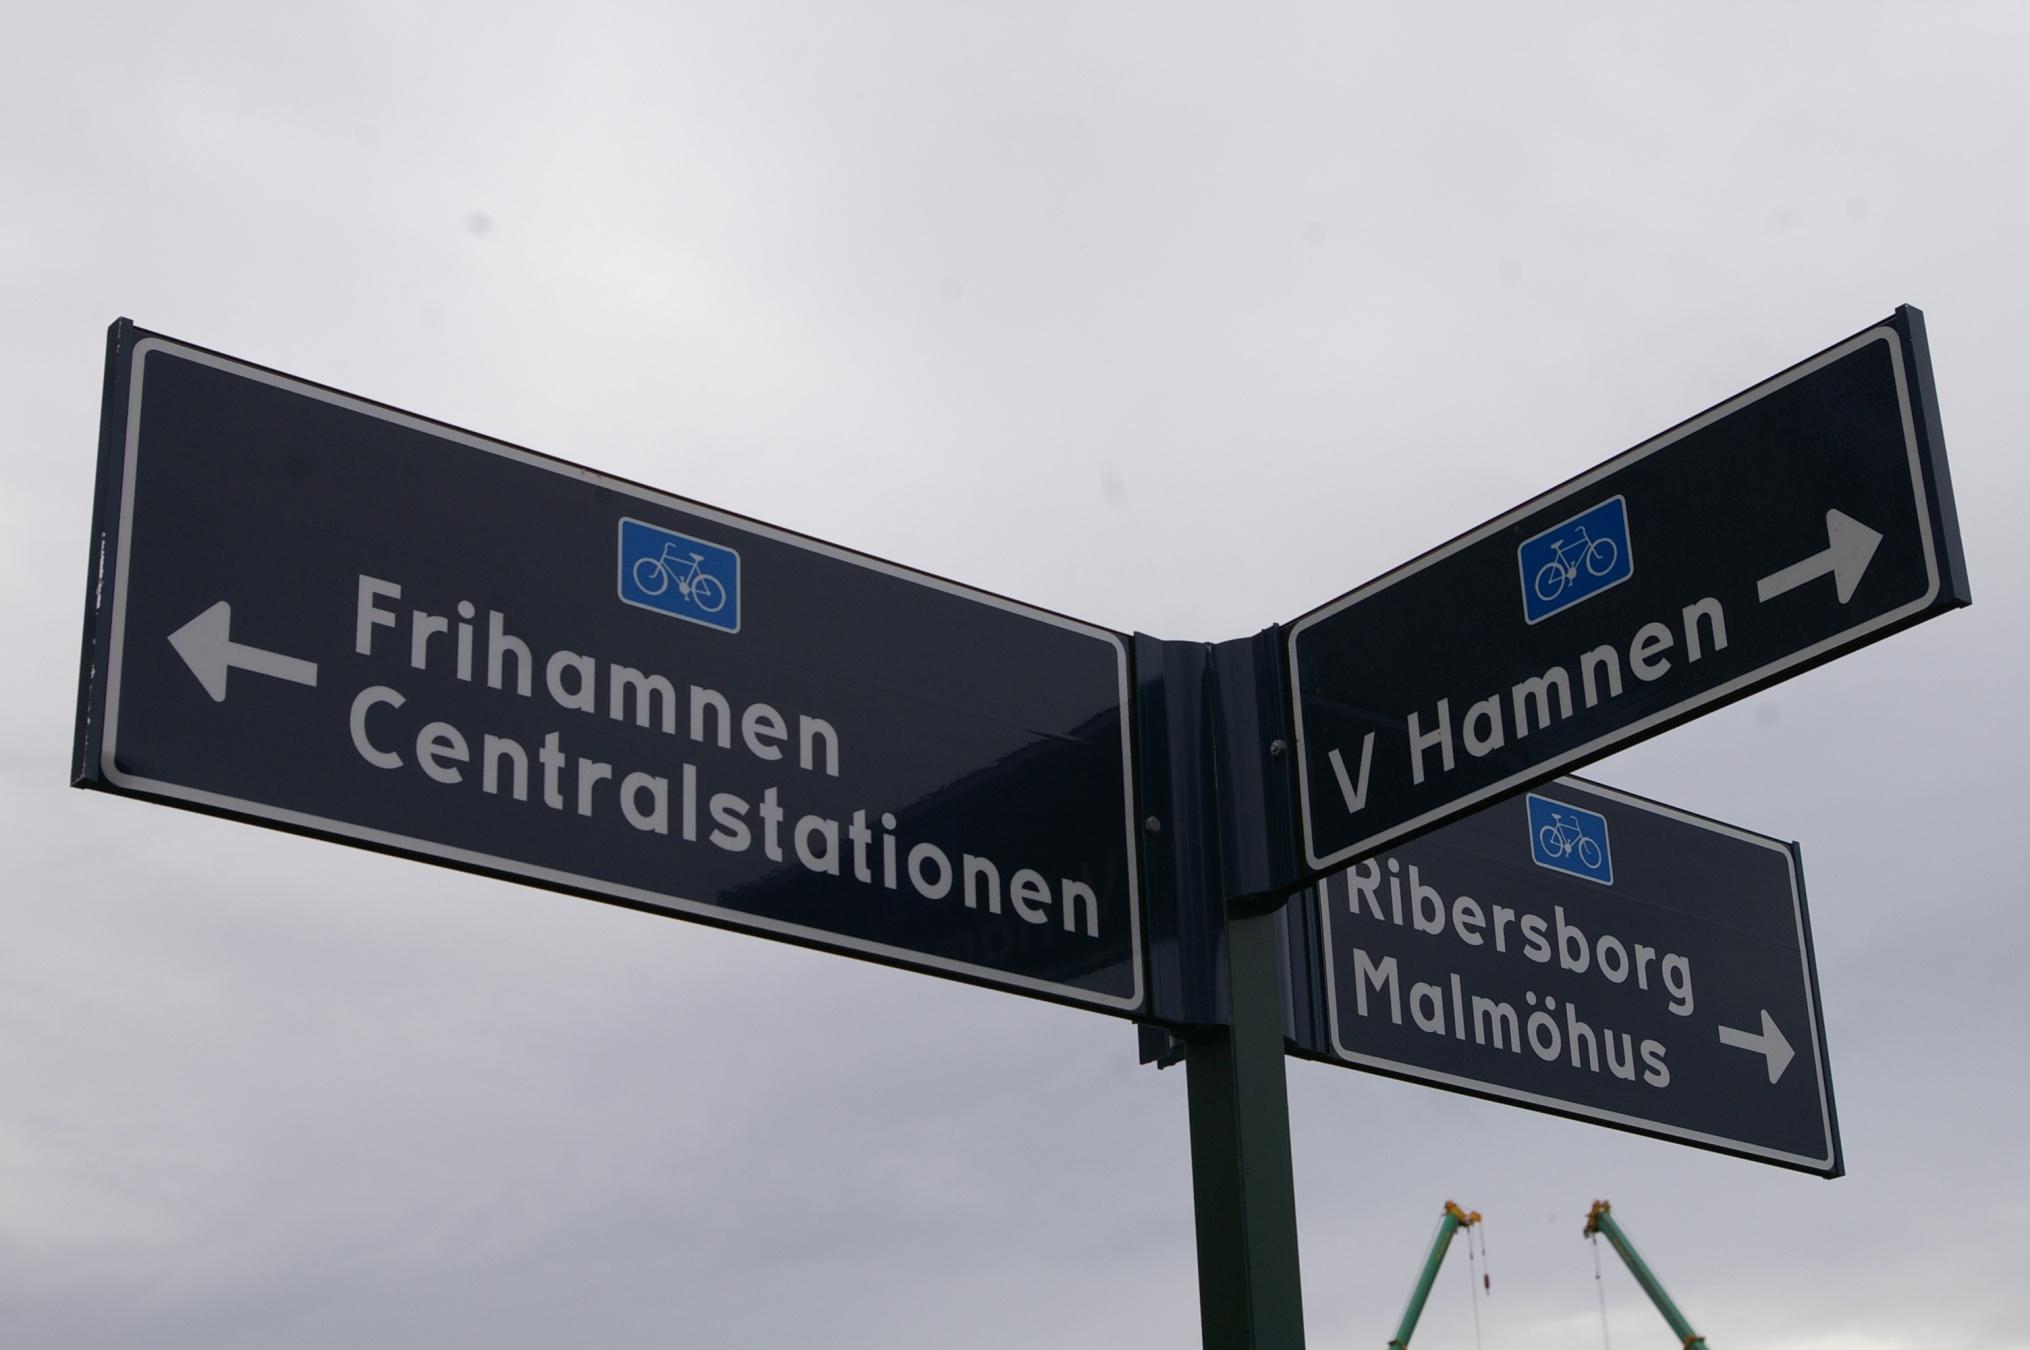 Frihamnen
Centralstationen
V Hamnen
Ribersborg
Malmöhus